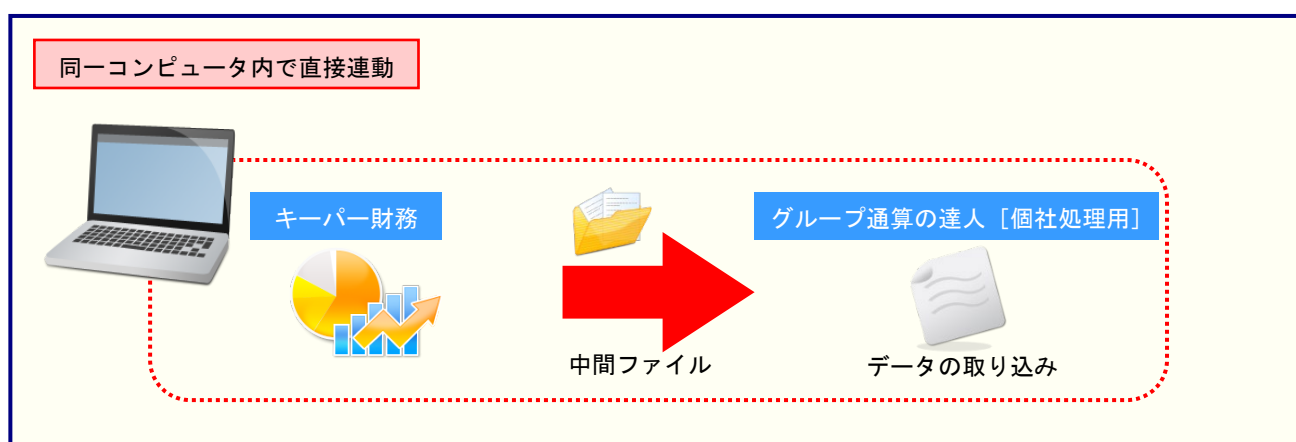 同一コンピュータ内で直接連動
キーパー財務
グループ通算の達人［個社処理用］
中間ファイル
データの取り込み